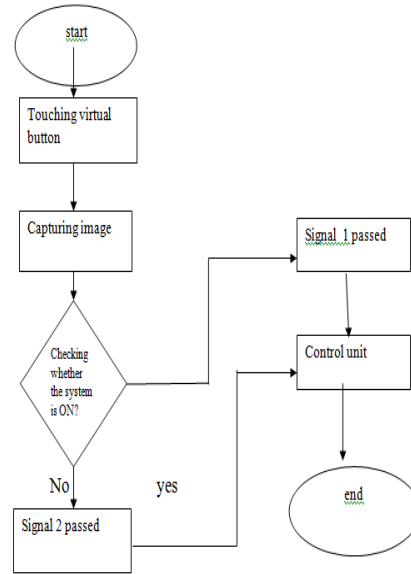 start
Touching virtual
button
Capturing image
Checking
whether
the system
is ON?
No
yes
Signal 2 passed
Signal 1 passed
Control unit
end